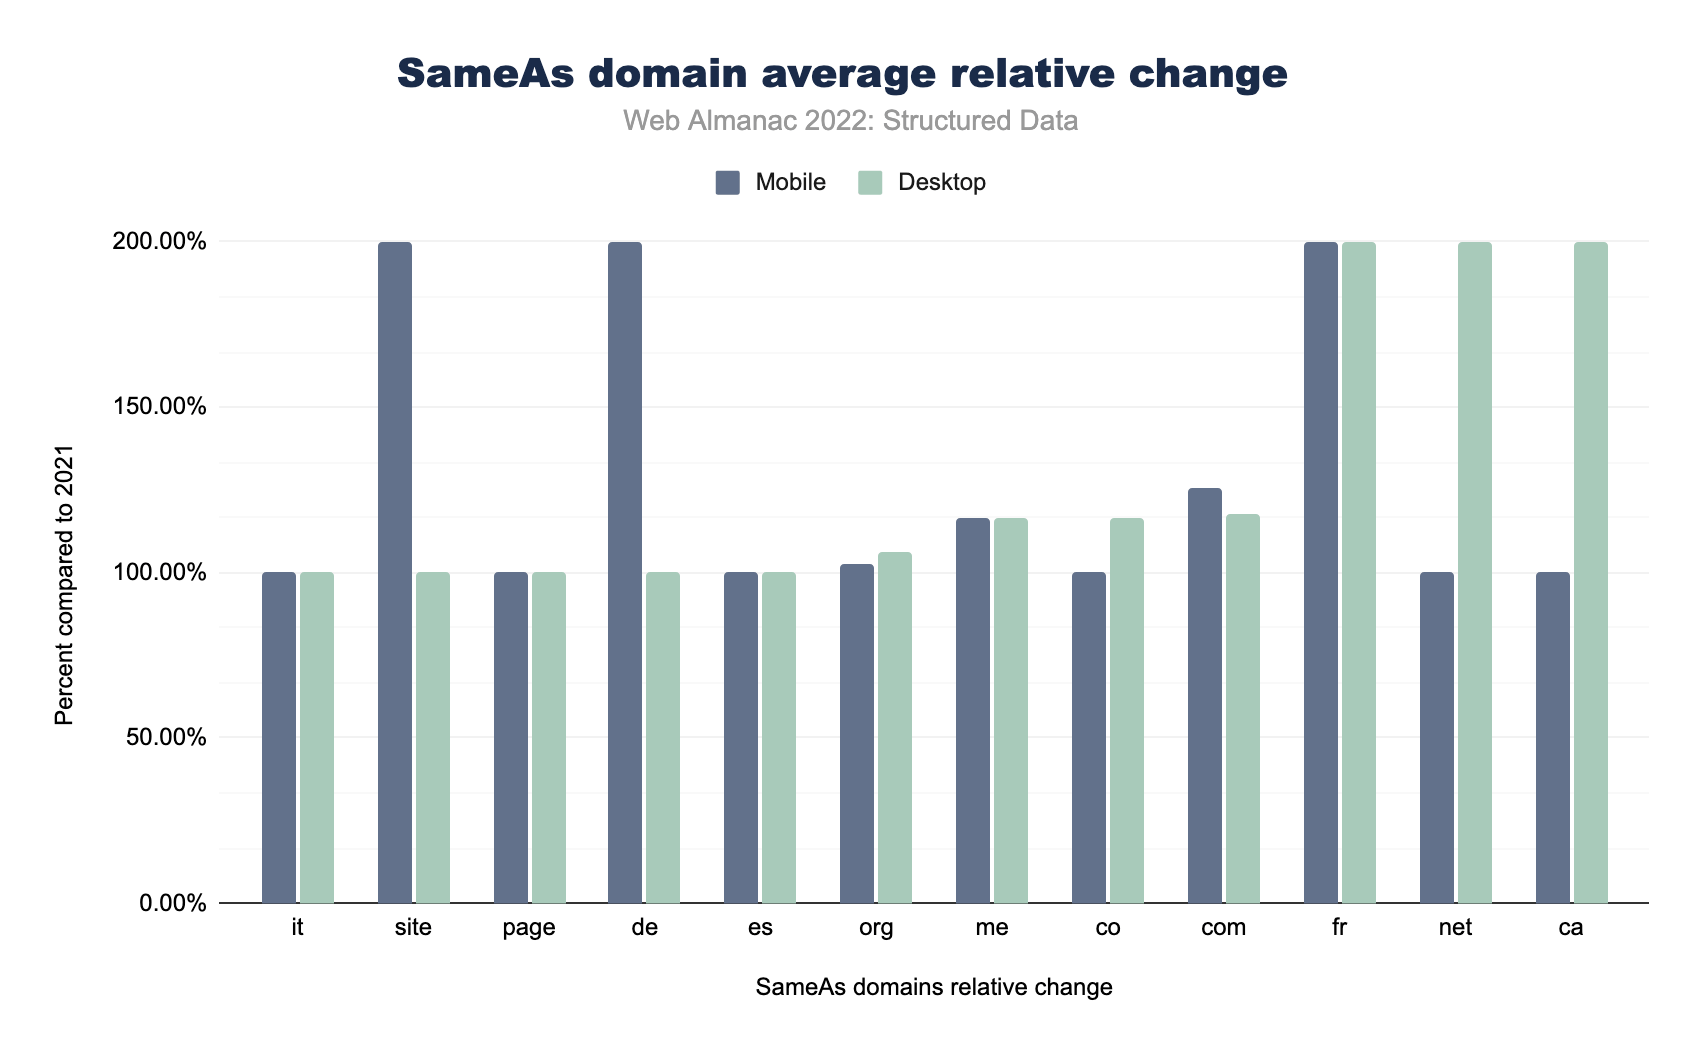 SameAs domain average relative change
Web Almanac 2022: Structured Data
Mobile Desktop
200.00%
150.00%
100.00%
50.00%
0.00%
Percent compared to 2021
it site page de es org me co com fr net ca
SameAs domains relative change